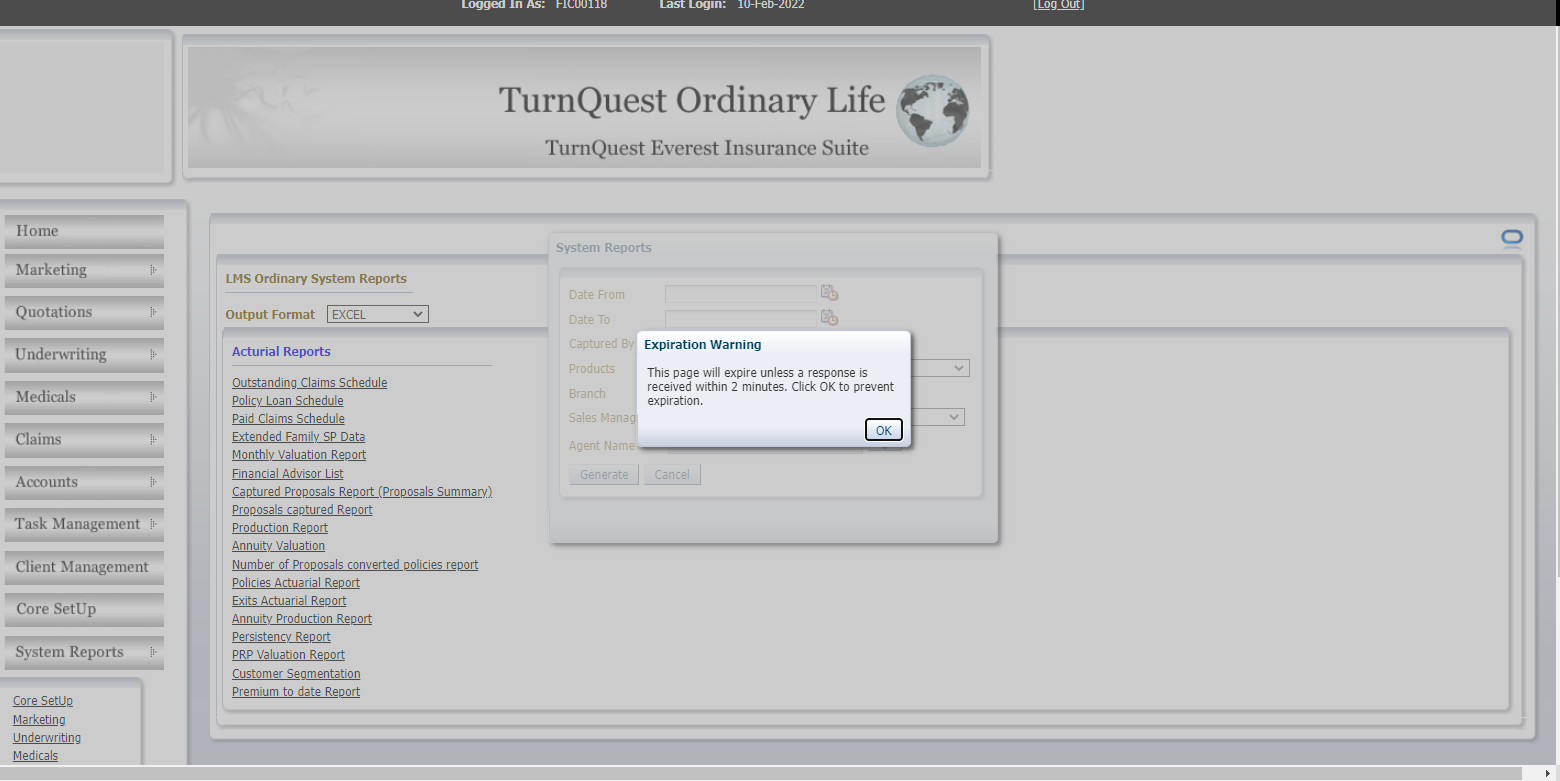 Logged In As: FIC00118 Last Login: 10-Feb-2022 [Log Out]
TurnQuest Ordinary Life
TurnQuest Everest Insurance Suite
Home
Marketing
Quotations
Underwriting
Medicals
Claims
Accounts
Task Management
Client Management
Core SetUp
System Reports
Core SetUp
Marketing
Underwriting
Medicals
LMS Ordinary System Reports
Output Format EXCEL
Acturial Reports
Outstanding Claims Schedule
Policy Loan Schedule
Paid Claims Schedule
Extended Family SP Data
Monthly Valuation Report
Financial Advisor List
Captured Proposals Report (Proposals Summary)
Proposals captured Report
Production Report
Annuity Valuation
Number of Proposals converted policies report
Policies Actuarial Report
Exits Actuarial Report
Annuity Production Report
Persistency Report
PRP Valuation Report
Customer Segmentation
Premium to date Report
System Reports
Date From
Date To
Captured By
Products
Branch
Sales Manag
Agent Name
Generate Cancel
Expiration Warning
This page will expire unless a response is
received within 2 minutes. Click OK to prevent
expiration.
OK